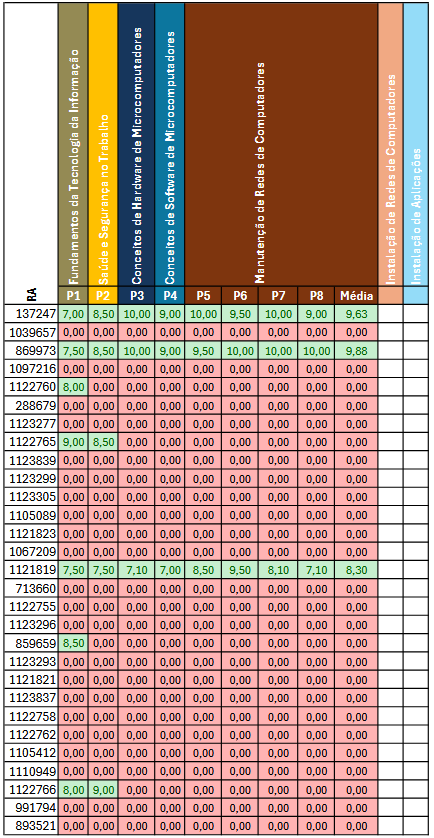 Fundamentos da Tecnologia da Informação
Saúde e Segurança no Trabalho
Conceitos de Hardware de Microcomputadores
Conceitos de Software de Microcomputadores
Manutenção de Redes de Computadores
Instalação de Redes de Computadores
Instalação de Aplicações
RA P1 P2 P3 P4 P5 P6 P7 P8 Média
137247 7,00 8,50 10,00 9,00 10,00 9,50 10,00 9,00 9,63
1039657 0,00 0,00 0,00 0,00 0,00 0,00 0,00 0,00 0,00
869973 7,50 8,50 10,00 9,00 9,50 10,00 10,00 10,00 9,88
1097216 0,00 0,00 0,00 0,00 0,00 0,00 0,00 0,00 0,00
1122760 8,00 0,00 0,00 0,00 0,00 0,00 0,00 0,00 0,00
288679 0,00 0,00 0,00 0,00 0,00 0,00 0,00 0,00 0,00
1123277 0,00 0,00 0,00 0,00 0,00 0,00 0,00 0,00 0,00
1122765 9,00 8,50 0,00 0,00 0,00 0,00 0,00 0,00 0,00
1123839 0,00 0,00 0,00 0,00 0,00 0,00 0,00 0,00 0,00
1123299 0,00 0,00 0,00 0,00 0,00 0,00 0,00 0,00 0,00
1123305 0,00 0,00 0,00 0,00 0,00 0,00 0,00 0,00 0,00
1105089 0,00 0,00 0,00 0,00 0,00 0,00 0,00 0,00 0,00
1121823 0,00 0,00 0,00 0,00 0,00 0,00 0,00 0,00 0,00
1067209 0,00 0,00 0,00 0,00 0,00 0,00 0,00 0,00 0,00
1121819 7,50 7,50 7,10 7,00 8,50 9,50 8,10 7,10 8,30
713660 0,00 0,00 0,00 0,00 0,00 0,00 0,00 0,00 0,00
1122755 0,00 0,00 0,00 0,00 0,00 0,00 0,00 0,00 0,00
1123296 0,00 0,00 0,00 0,00 0,00 0,00 0,00 0,00 0,00
859659 8,50 0,00 0,00 0,00 0,00 0,00 0,00 0,00 0,00
1123293 0,00 0,00 0,00 0,00 0,00 0,00 0,00 0,00 0,00
1121821 0,00 0,00 0,00 0,00 0,00 0,00 0,00 0,00 0,00
1123837 0,00 0,00 0,00 0,00 0,00 0,00 0,00 0,00 0,00
1122758 0,00 0,00 0,00 0,00 0,00 0,00 0,00 0,00 0,00
1122762 0,00 0,00 0,00 0,00 0,00 0,00 0,00 0,00 0,00
1105412 0,00 0,00 0,00 0,00 0,00 0,00 0,00 0,00 0,00
1110949 0,00 0,00 0,00 0,00 0,00 0,00 0,00 0,00 0,00
1122766 8,00 9,00 0,00 0,00 0,00 0,00 0,00 0,00 0,00
991794 0,00 0,00 0,00 0,00 0,00 0,00 0,00 0,00 0,00
893521 0,00 0,00 0,00 0,00 0,00 0,00 0,00 0,00 0,00